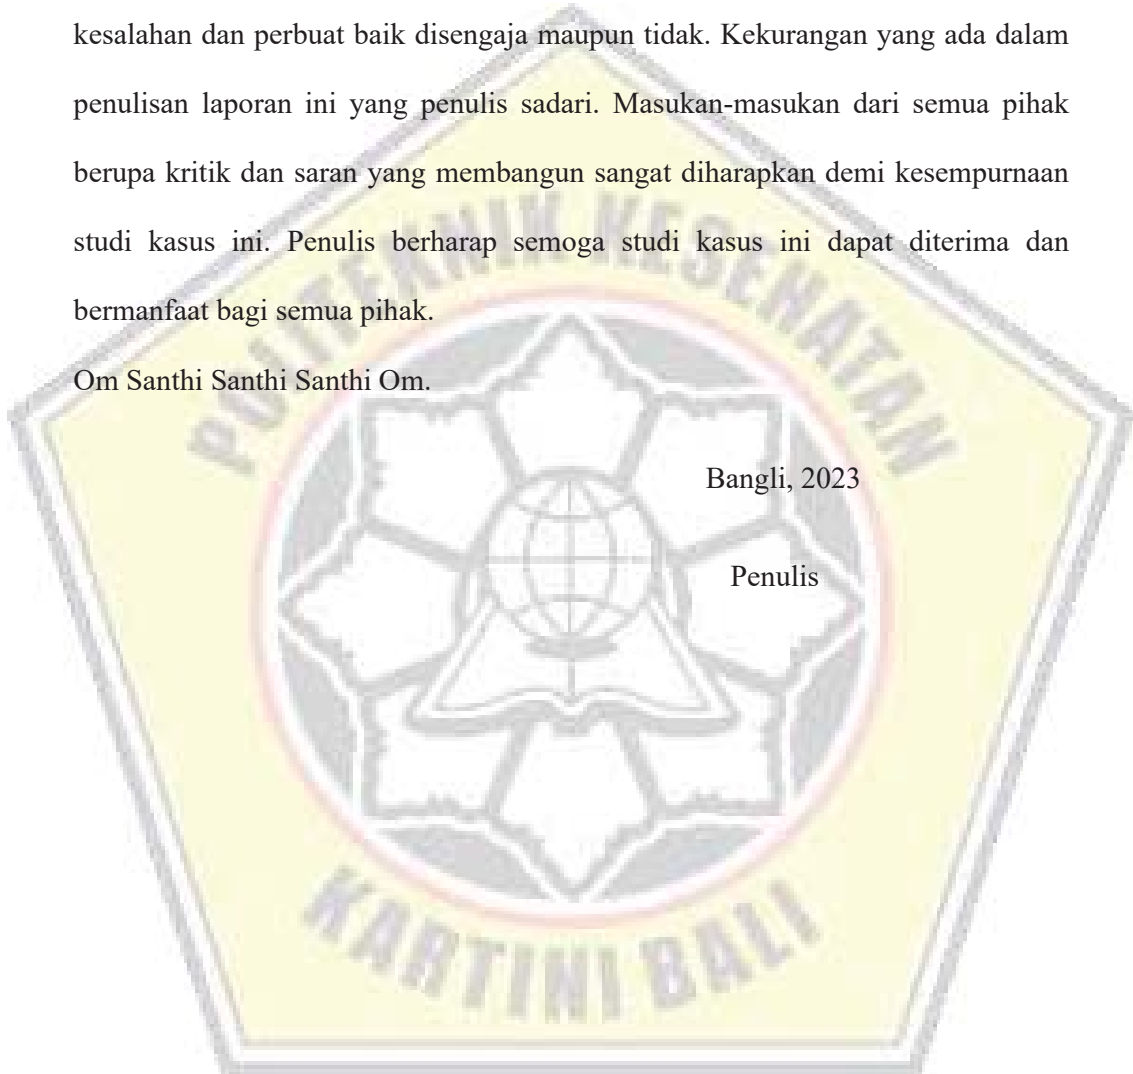 kesalahan dan perbuat baik disengaja maupun tidak. Kekurangan yang ada dalam
penulisan laporan ini yang penulis sadari. Masukan-masukan dari semua pihak
berupa kritik dan saran yang membangun sangat diharapkan demi kesempurnaan
studi kasus ini. Penulis berharap semoga studi kasus ini dapat diterima dan
bermanfaat bagi semua pihak.
Om Santhi Santhi Santhi Om.
Bangli, 2023
Penulis
POLITEKNIK KESEHATAN
KARTINI BALI